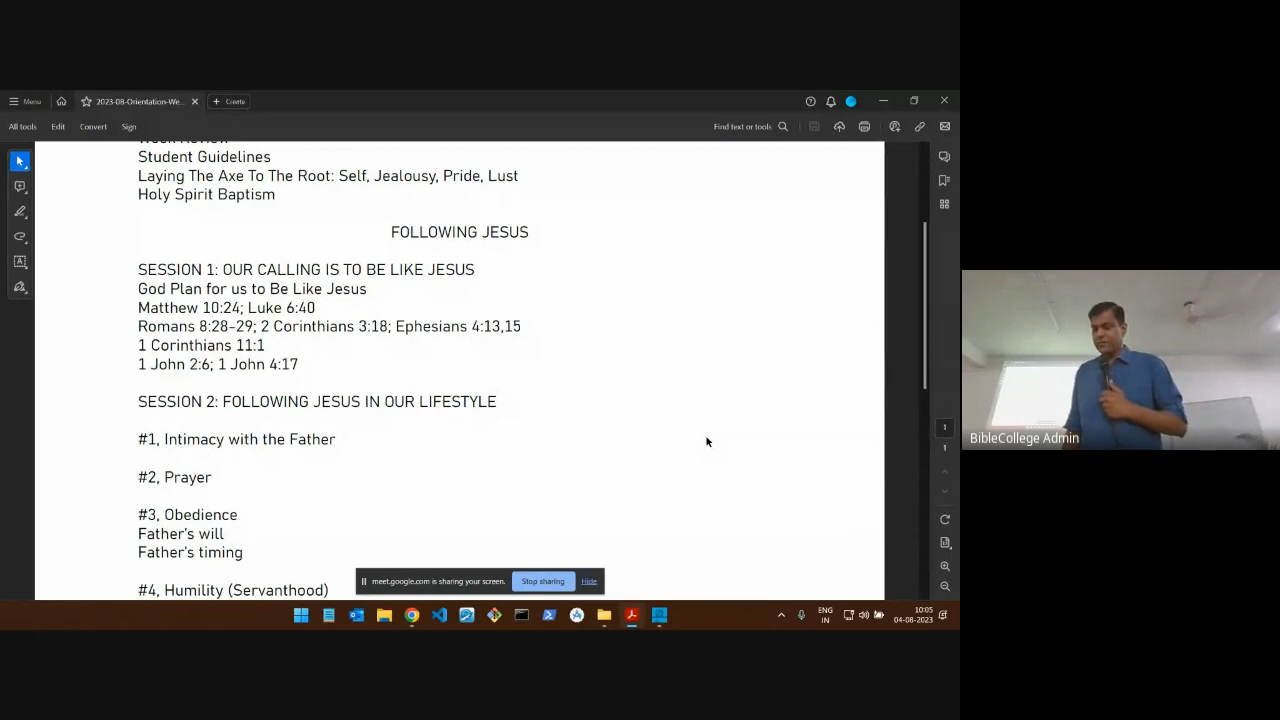 Menu
2023-08-Orientation-We...
Create
All tools
Edit
Convert
Sign
Find text or tools
Week Review
Student Guidelines
Laying The Axe To The Root: Self, Jealousy, Pride, Lust
Holy Spirit Baptism
FOLLOWING JESUS
SESSION 1: OUR CALLING IS TO BE LIKE JESUS
God Plan for us to Be Like Jesus
Matthew 10:24; Luke 6:40
Romans 8:28-29; 2 Corinthians 3:18; Ephesians 4:13,15
1 Corinthians 11:1
1 John 2:6; 1 John 4:17
SESSION 2: FOLLOWING JESUS IN OUR LIFESTYLE
#1, Intimacy with the Father
#2, Prayer
#3, Obedience
Father's will
Father's timing
#4, Humility (Servanthood)
1
1
meet.google.com is sharing your screen.
Stop sharing
Hide
ENG
IN
10:05
04-08-2023
BibleCollege Admin